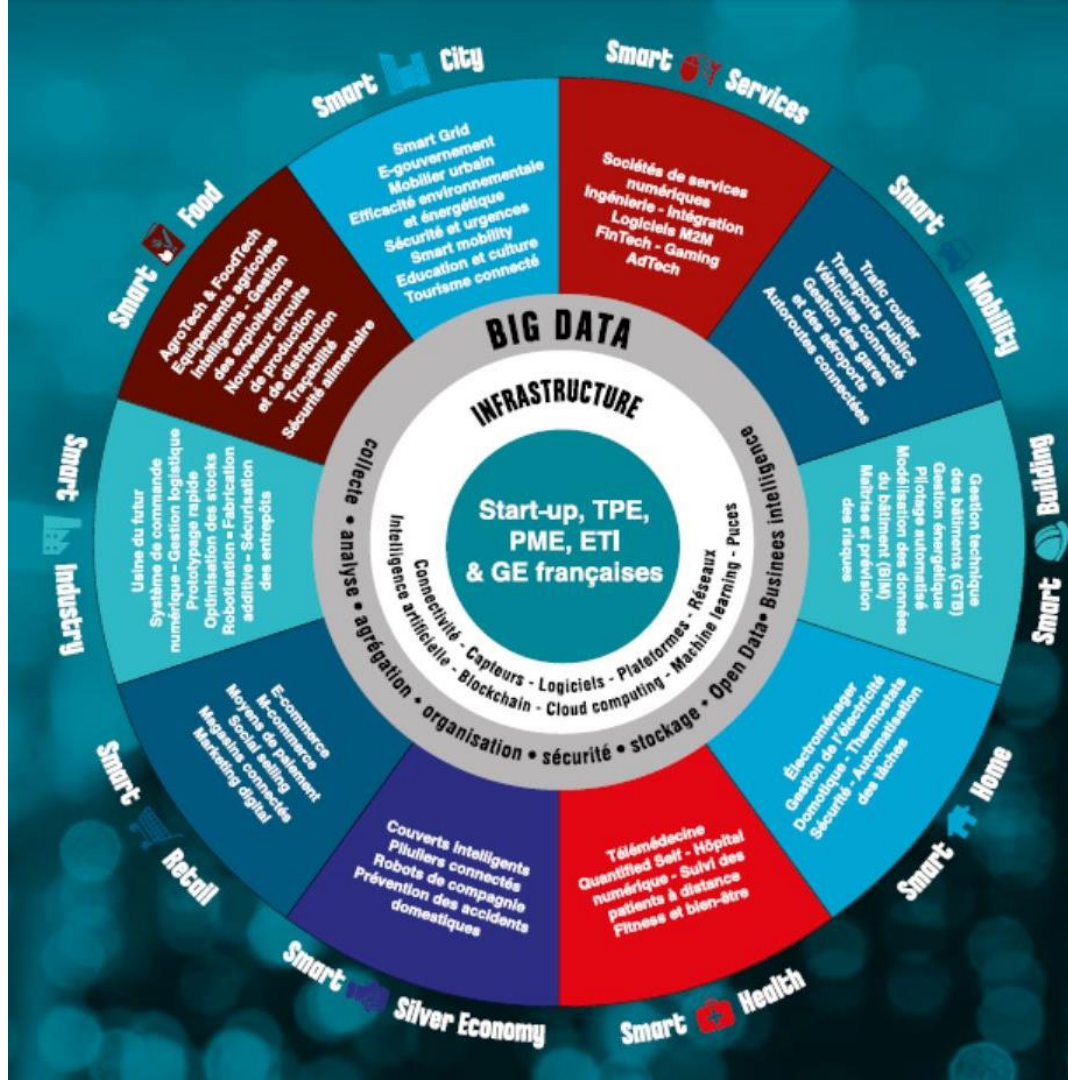 Smart City
Smart Grid
E-gouvernement
Mobilier urbain
Efficacité environnementale
et énergétique
Sécurité et urgences
Smart mobility
Education et culture
Tourisme connecté
Smart Services
Sociétés de services
numériques
Ingénierie - Intégration
Logiciels M2M
FinTech - Gaming
AdTech
Smart Mobility
Trafic routier
Transports publics
Véhicules connecté
Gestion des gares
et des aéroports
Autoroutes connectées
Smart Building
Gestion technique
des bâtiments (GTB)
Gestion énergétique
Pilotage automatisé
Modélisation des données
du bâtiment (BIM)
Maîtrise et prévision
des risques
Smart Home
Électroménager
Gestion de l'électricité
Domotique - Thermostats
Sécurité - Automatisation
des tâches
Smart Health
Télémédecine
Quantified Self - Hôpital
numérique - Suivi des
patients à distance
Fitness et bien-être
Smart Silver Economy
Couverts intelligents
Piluliers connectés
Robots de compagnie
Prévention des accidents
domestiques
Smart Retail
E-commerce
M-commerce
Moyens de paiement
Social selling
Magasins connectés
Marketing digital
Smart Industry
Usine du futur
Système de commande
numérique - Gestion logistique
Prototypage rapide
Optimisation des stocks
Robotisation - Fabrication
additive - Sécurisation
des entrepôts
Smart Food
AgroTech & FoodTech
Equipements agricoles
Intelligents - Gestion
des exploitations
Nouveaux circuits
de production
et de distribution
Traçabilité
Sécurité alimentaire
BIG DATA
collecte • analyse • agrégation • organisation • sécurité • stockage • Open Data• Businees intelligence
INFRASTRUCTURE
Connectivité - Capteurs - Logiciels - Plateformes - Réseaux
Intelligence artificielle - Blockchain - Cloud computing - Machine learning - Puces
Start-up, TPE,
PME, ETI
& GE françaises